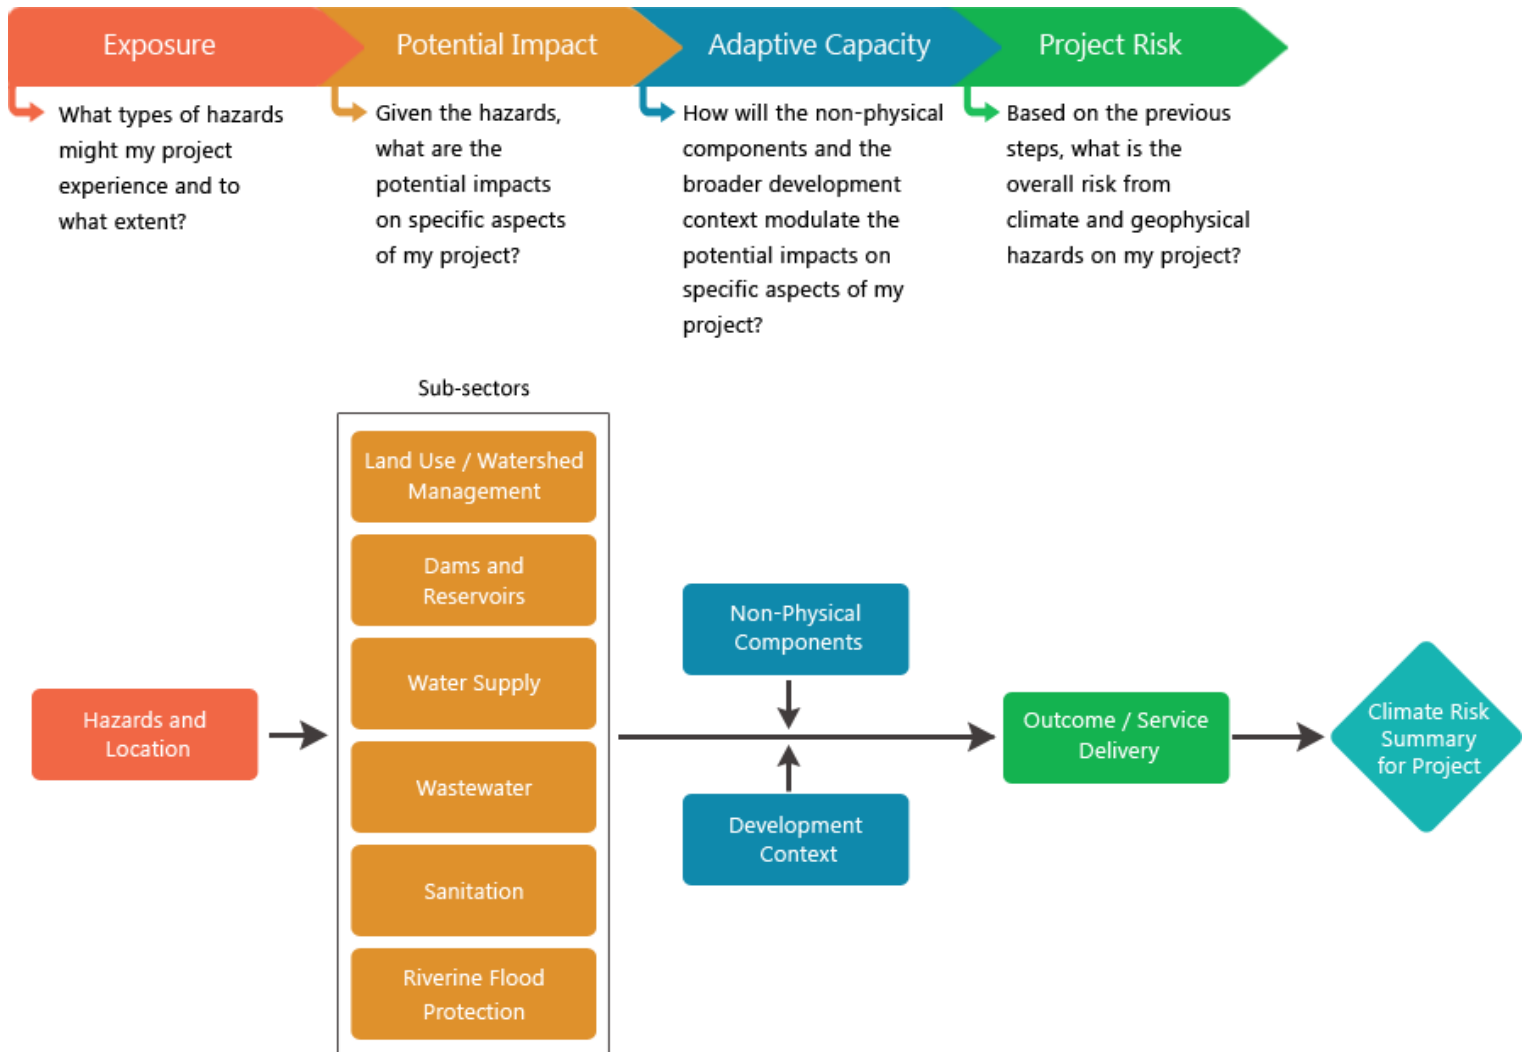 Exposure
Potential Impact
Adaptive Capacity
Project Risk
What types of hazards
might my project
experience and to
what extent?
Given the hazards,
what are the
potential impacts
on specific aspects
of my project?
How will the non-physical
components and the
broader development
context modulate the
potential impacts on
specific aspects of my
project?
Based on the previous
steps, what is the
overall risk from
climate and geophysical
hazards on my project?
Sub-sectors
Land Use / Watershed
Management
Dams and
Reservoirs
Water Supply
Wastewater
Sanitation
Riverine Flood
Protection
Hazards and
Location
Non-Physical
Components
Development
Context
Outcome / Service
Delivery
Climate Risk
Summary
for Project